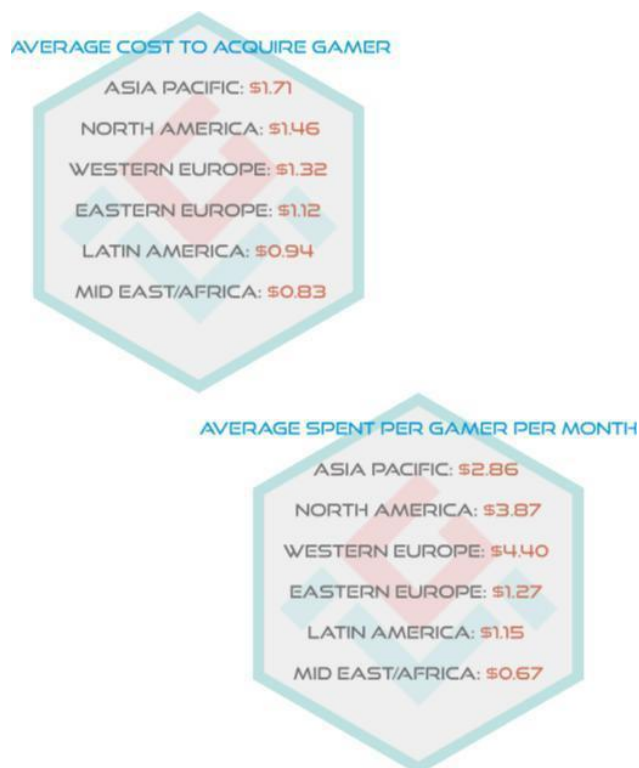 AVERAGE COST TO ACQUIRE GAMER
ASIA PACIFIC: $1.71
NORTH AMERICA: $1.46
WESTERN EUROPE: $1.32
EASTERN EUROPE: $1.12
LATIN AMERICA: $0.94
MID EAST/AFRICA: $0.83
AVERAGE SPENT PER GAMER PER MONTH
ASIA PACIFIC: $2.86
NORTH AMERICA: $3.87
WESTERN EUROPE: $4.40
EASTERN EUROPE: $1.27
LATIN AMERICA: $1.15
MID EAST/AFRICA: $0.67